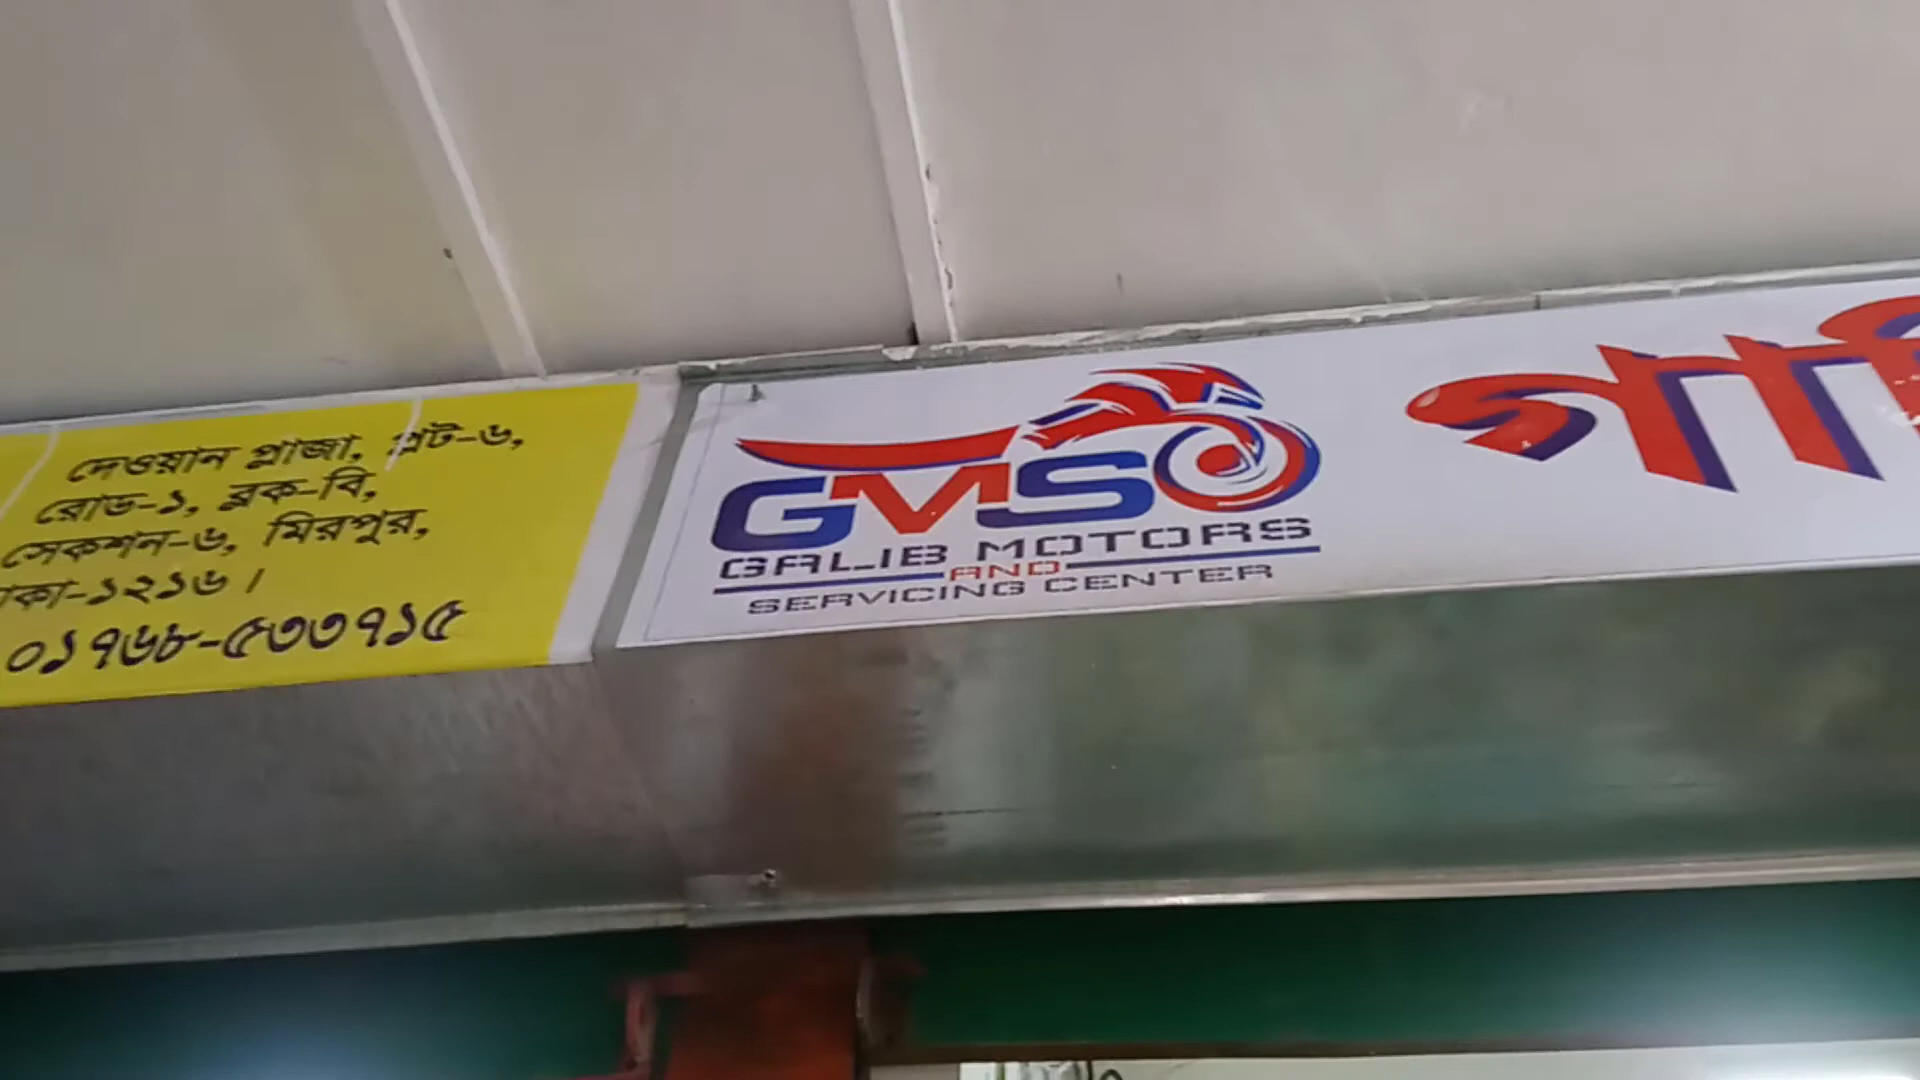 দেওয়ান প্লাজা, প্লট-৬,
রোড-১, ব্লক-বি,
সেকশন-৬, মিরপুর,
ঢাকা-১২১৬।
০১৭৬৮-৫৩৩৭১৫
GMS
GALIB MOTORS
AND
SERVICING CENTER